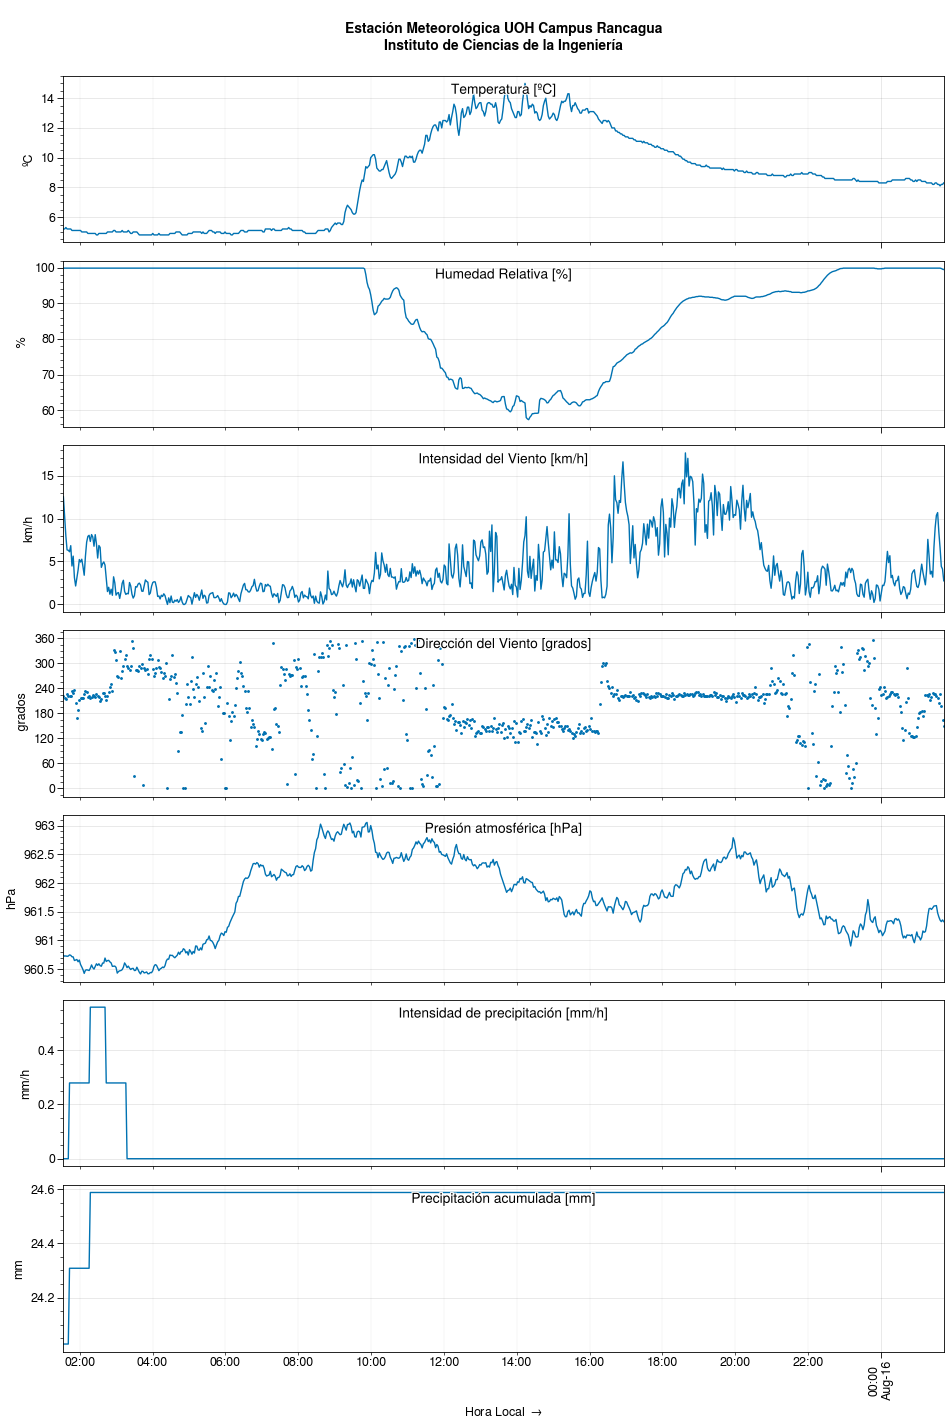 Estación Meteorológica UOH Campus Rancagua
Instituto de Ciencias de la Ingeniería
Temperatura [ºC]
ºC
14
12
10
8
6
Humedad Relativa [%]
%
100
90
80
70
60
Intensidad del Viento [km/h]
km/h
15
10
5
0
Dirección del Viento [grados]
grados
360
300
240
180
120
60
0
Presión atmosférica [hPa]
hPa
963
962.5
962
961.5
961
960.5
Intensidad de precipitación [mm/h]
mm/h
0.4
0.2
0
Precipitación acumulada [mm]
mm
24.6
24.4
24.2
02:00 04:00 06:00 08:00 10:00 12:00 14:00 16:00 18:00 20:00 22:00
00:00
Aug-16
Hora Local →